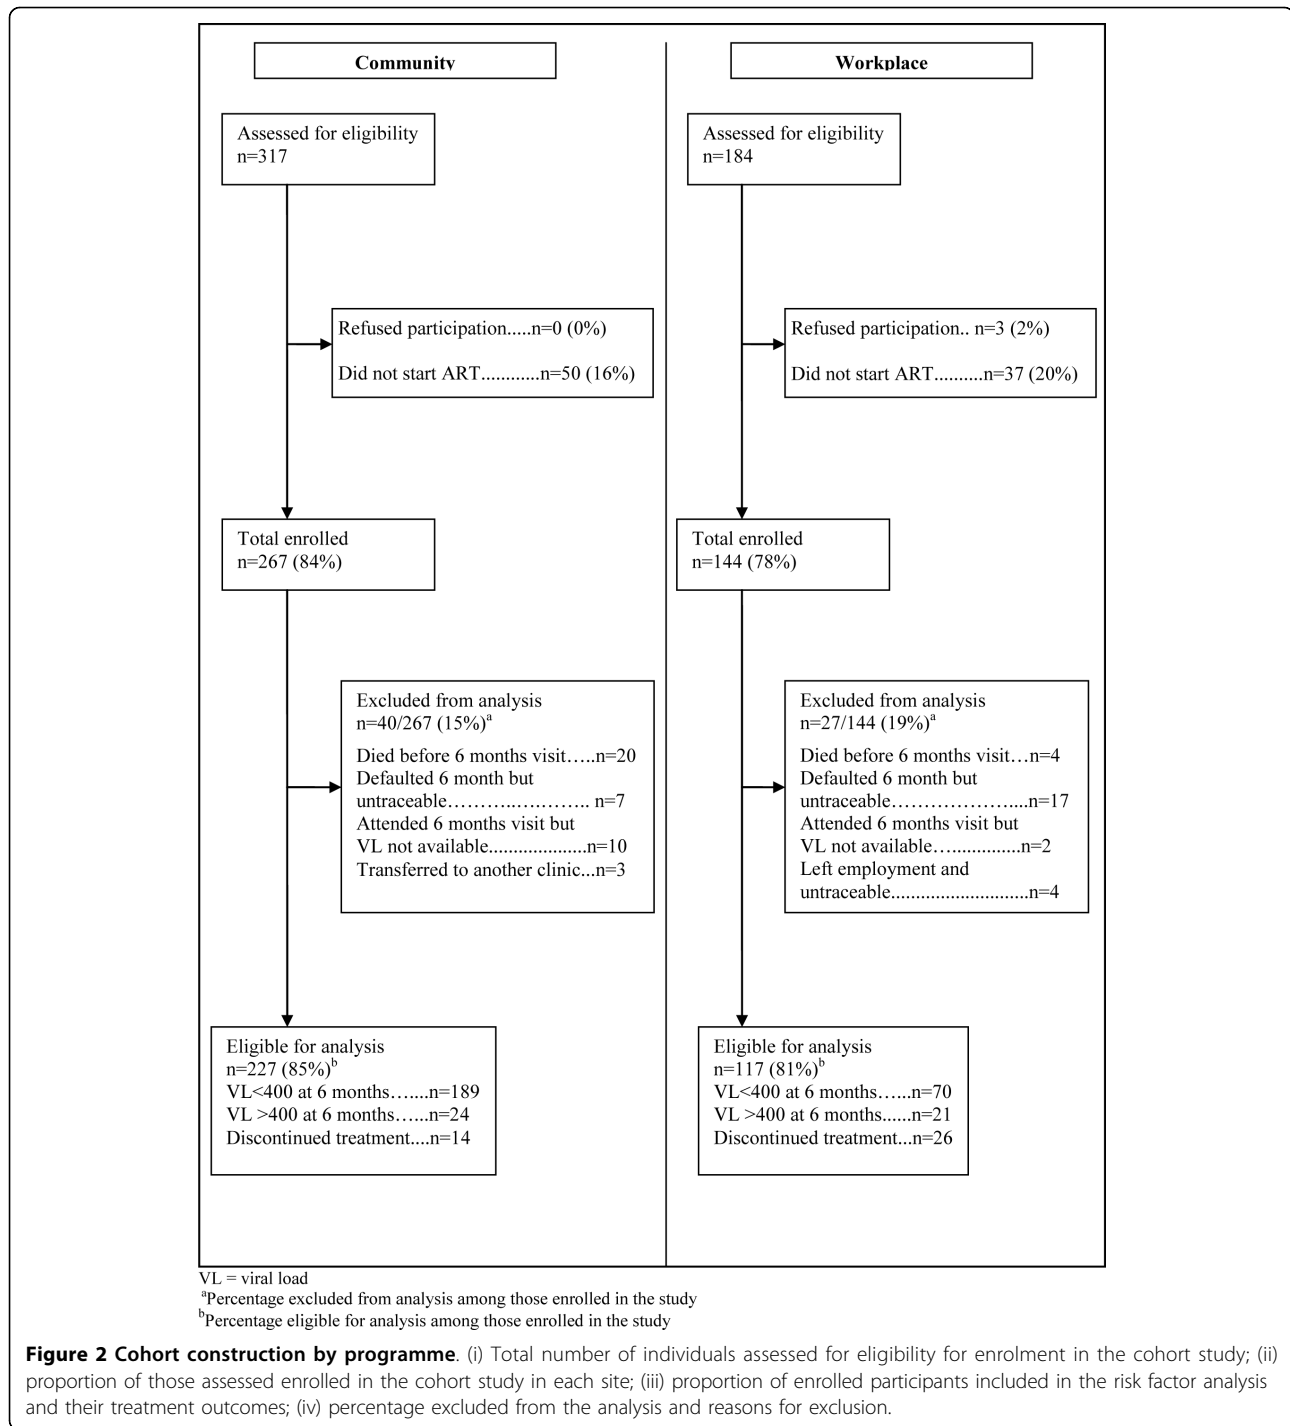 Community
Assessed for eligibility
n=317
Refused participation.....n=0 (0%)
Did not start ART............n=50 (16%)
Total enrolled
n=267 (84%)
Excluded from analysis
n=40/267 (15%)a
Died before 6 months visit…..n=20
Defaulted 6 month but
untraceable………..….…….. n=7
Attended 6 months visit but
VL not available....................n=10
Transferred to another clinic...n=3
Eligible for analysis
n=227 (85%)b
VL<400 at 6 months…....n=189
VL >400 at 6 months…...n=24
Discontinued treatment....n=14
Workplace
Assessed for eligibility
n=184
Refused participation.. n=3 (2%)
Did not start ART..........n=37 (20%)
Total enrolled
n=144 (78%)
Excluded from analysis
n=27/144 (19%)a
Died before 6 months visit…n=4
Defaulted 6 month but
untraceable………………....n=17
Attended 6 months visit but
VL not available…..............n=2
Left employment and
untraceable............................n=4
Eligible for analysis
n=117 (81%)b
VL<400 at 6 months…...n=70
VL >400 at 6 months......n=21
Discontinued treatment...n=26
VL = viral load
aPercentage excluded from analysis among those enrolled in the study
bPercentage eligible for analysis among those enrolled in the study
Figure 2 Cohort construction by programme. (i) Total number of individuals assessed for eligibility for enrolment in the cohort study; (ii)
proportion of those assessed enrolled in the cohort study in each site; (iii) proportion of enrolled participants included in the risk factor analysis
and their treatment outcomes; (iv) percentage excluded from the analysis and reasons for exclusion.